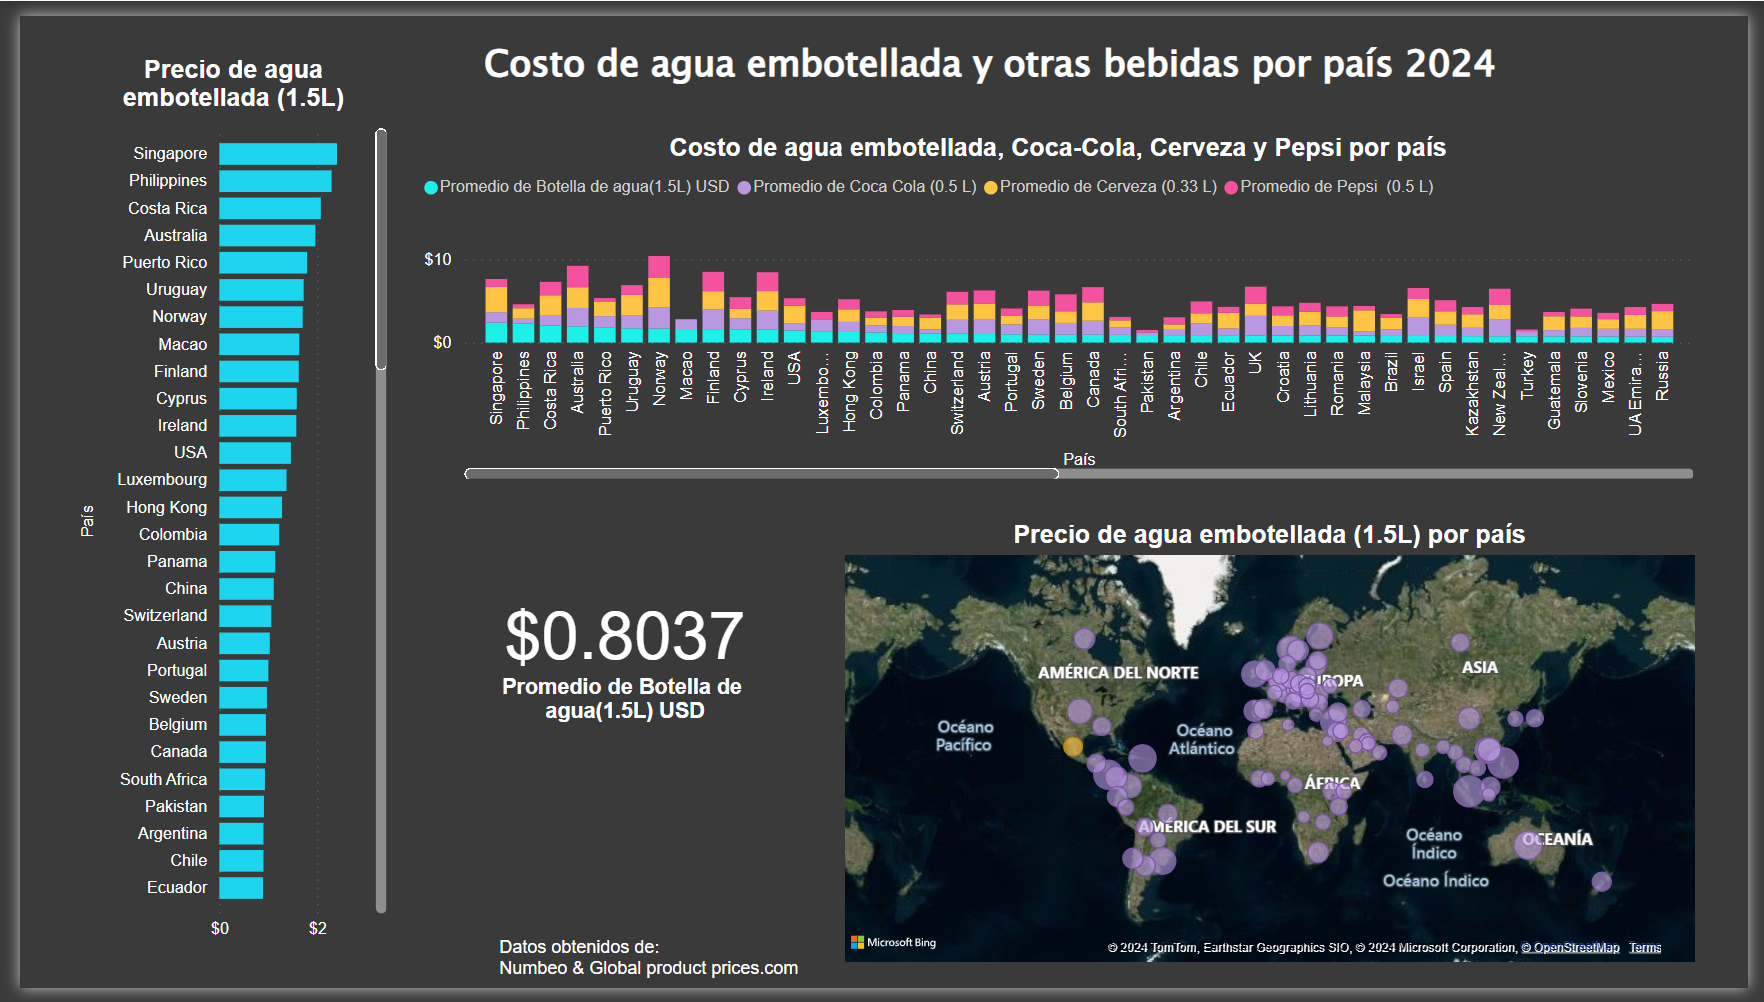 Costo de agua embotellada y otras bebidas por país 2024
Precio de agua
embotellada (1.5L)
Singapore
Philippines
Costa Rica
Australia
Puerto Rico
Uruguay
Norway
Macao
Finland
Cyprus
Ireland
USA
Luxembourg
Hong Kong
Colombia
Panama
China
Switzerland
Austria
Portugal
Sweden
Belgium
Canada
South Africa
Pakistan
Argentina
Chile
Ecuador
País
$0
$2
Costo de agua embotellada, Coca-Cola, Cerveza y Pepsi por país
Promedio de Botella de agua(1.5L) USD
Promedio de Coca Cola (0.5 L)
Promedio de Cerveza (0.33 L)
Promedio de Pepsi (0.5 L)
$10
$0
Singapore
Philippines
Costa Rica
Australia
Puerto Rico
Uruguay
Norway
Macao
Finland
Cyprus
Ireland
USA
Luxembo...
Hong Kong
Colombia
Panama
China
Switzerland
Austria
Portugal
Sweden
Belgium
Canada
South Afri...
Pakistan
Argentina
Chile
Ecuador
UK
Croatia
Lithuania
Romania
Malaysia
Brazil
Israel
Spain
Kazakhstan
New Zeal...
Turkey
Guatemala
Slovenia
Mexico
UA Emira...
Russia
País
$0.8037
Promedio de Botella de
agua(1.5L) USD
Precio de agua embotellada (1.5L) por país
AMÉRICA DEL NORTE
EUROPA
ASIA
Océano
Pacífico
Océano
Atlántico
ÁFRICA
AMÉRICA DEL SUR
Océano
Índico
OCEANÍA
Océano Índico
Microsoft Bing
© 2024 TomTom, Earthstar Geographics SIO, © 2024 Microsoft Corporation, © OpenStreetMap Terms
Datos obtenidos de:
Numbeo & Global product prices.com